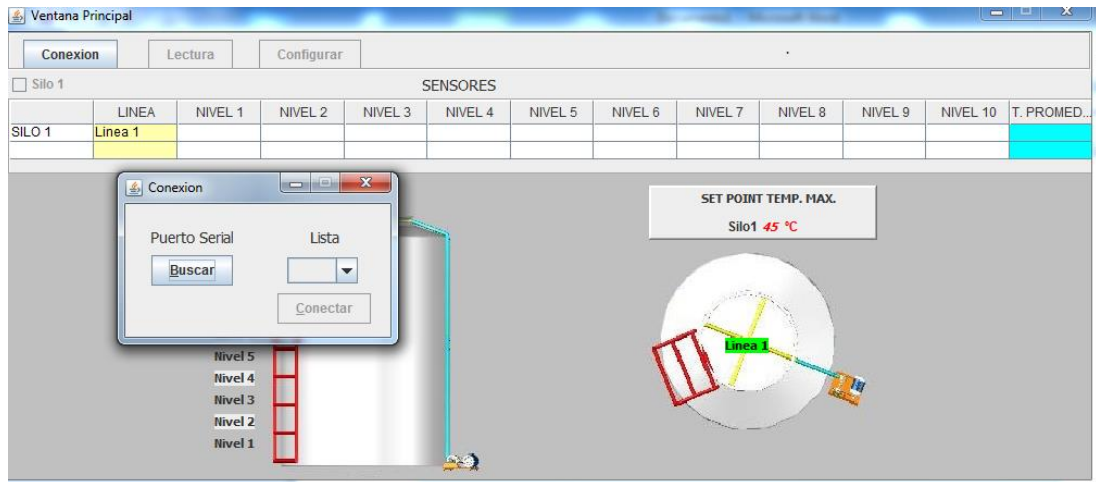 Ventana Principal
Conexion Lectura Configurar
Silo 1 SENSORES
LINEA NIVEL 1 NIVEL 2 NIVEL 3 NIVEL 4 NIVEL 5 NIVEL 6 NIVEL 7 NIVEL 8 NIVEL 9 NIVEL 10 T. PROMED...
SILO 1 Linea 1
Conexion
Puerto Serial Lista
Buscar
Conectar
SET POINT TEMP. MAX.
Silo1 45 °C
Linea 1
Nivel 5
Nivel 4
Nivel 3
Nivel 2
Nivel 1